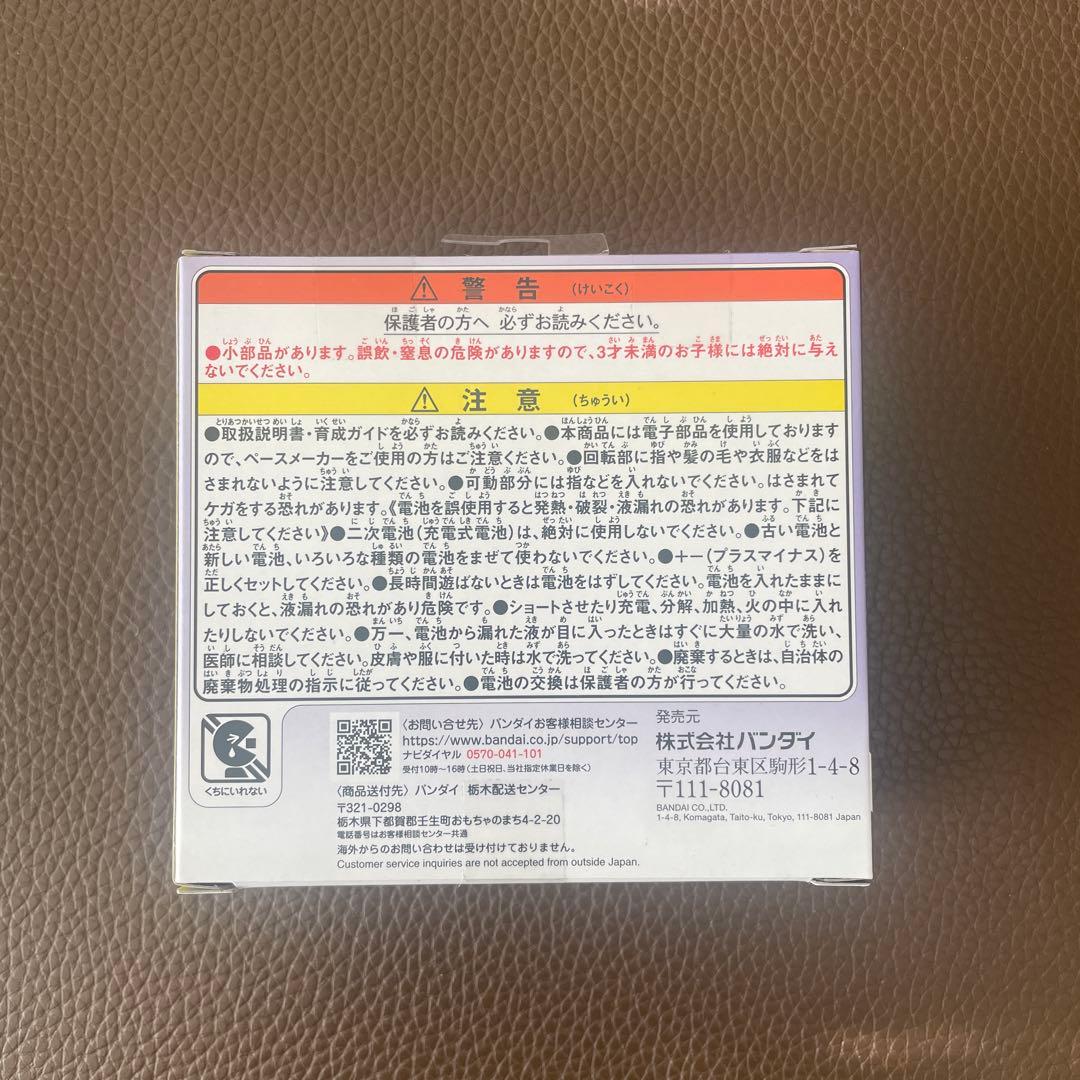 警告 (けいこく)
保護者の方へ 必ずお読みください。
●小部品があります。誤飲・窒息の危険がありますので、3才未満のお子様には絶対に与え
ないでください。
注意 (ちゅうい)
●取扱説明書・育成ガイドを必ずお読みください。●本商品には電子部品を使用しております
ので、ペースメーカーをご使用の方はご注意ください。●回転部に指や髪の毛や衣服などをは
さまれないように注意してください。●可動部分には指などを入れないでください。はさまれて
ケガをする恐れがあります。《電池を誤使用すると発熱・破裂・液漏れの恐れがあります。下記に
注意してください》●二次電池(充電式電池)は、絶対に使用しないでください。●古い電池と
新しい電池、いろいろな種類の電池をまぜて使わないでください。●+-(プラスマイナス)を
正しくセットしてください。●長時間遊ばないときは電池をはずしてください。電池を入れたままに
しておくと、液漏れの恐れがあり危険です。●ショートさせたり充電、分解、加熱、火の中に入れ
たりしないでください。●万一、電池から漏れた液が目に入ったときはすぐに大量の水で洗い、
医師に相談してください。皮膚や服に付いた時は水で洗ってください。●廃棄するときは、自治体の
廃棄物処理の指示に従ってください。●電池の交換は保護者の方が行ってください。
くちにいれない
〈お問い合せ先〉バンダイお客様相談センター
https://www.bandai.co.jp/support/top
ナビダイヤル 0570-041-101
受付10時~16時(土日祝日、当社指定休業日を除く)
〈商品送付先〉バンダイ 栃木配送センター
〒321-0298
栃木県下都賀郡壬生町おもちゃのまち4-2-20
電話番号はお客様相談センター共通
海外からのお問い合わせは受け付けておりません。
Customer service inquiries are not accepted from outside Japan.
発売元
株式会社バンダイ
東京都台東区駒形1-4-8
〒111-8081
BANDAI CO.,LTD.
1-4-8, Komagata, Taito-ku, Tokyo, 111-8081 Japan